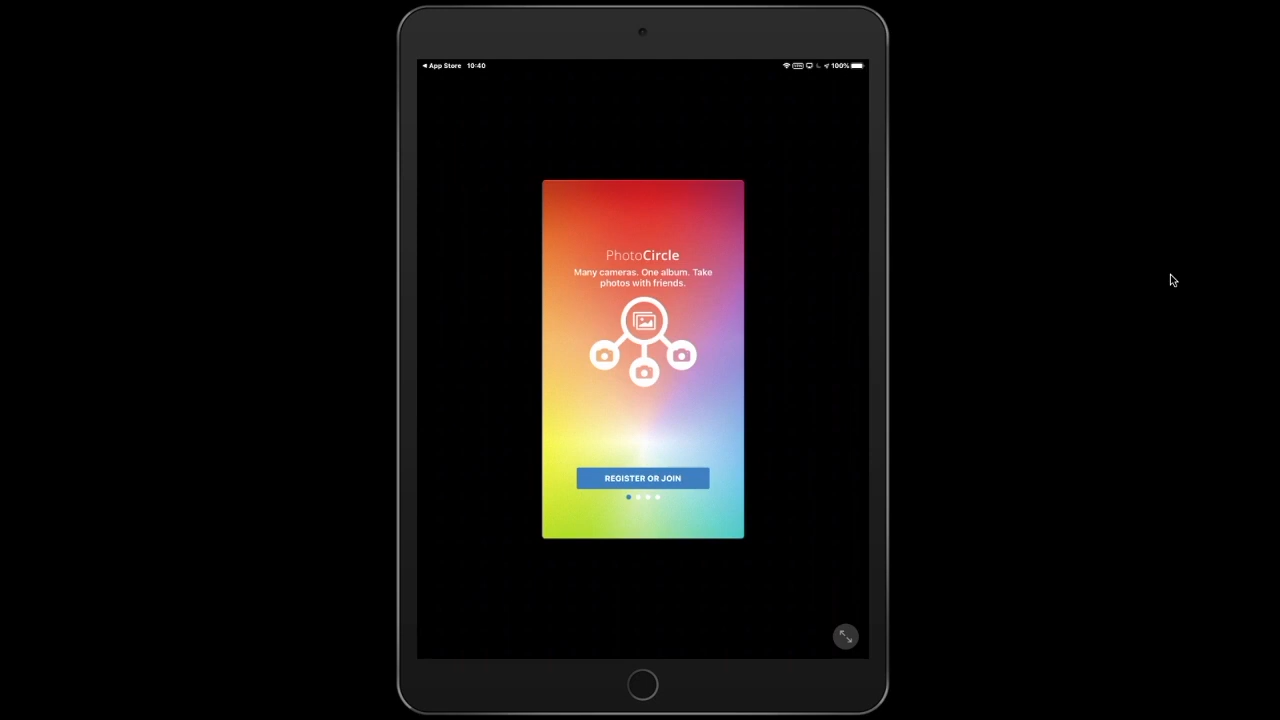 App Store 10:40 100%
PhotoCircle
Many cameras. One album. Take
photos with friends.
REGISTER OR JOIN